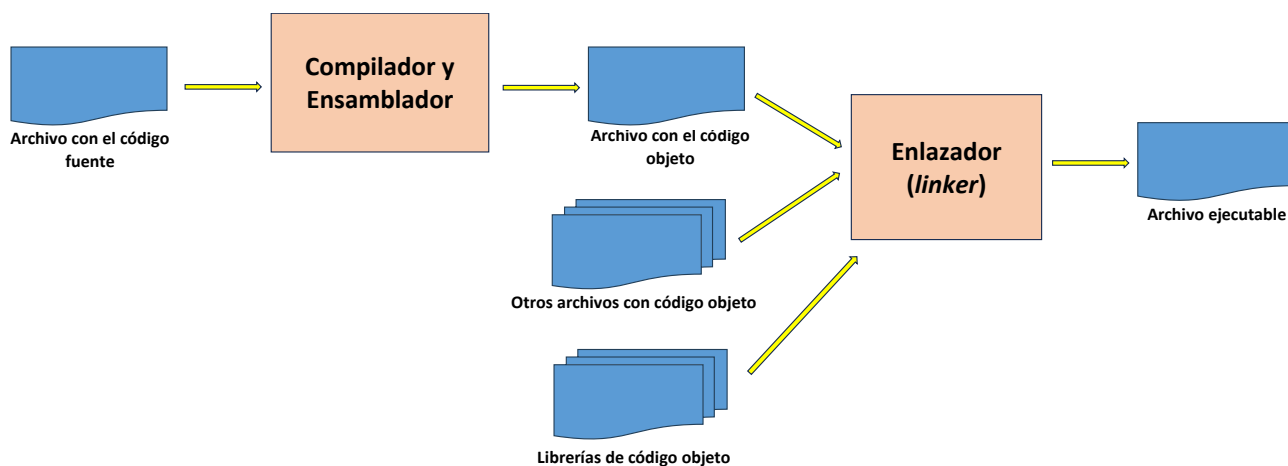 Archivo con el código
fuente
Compilador y
Ensamblador
Archivo con el código
objeto
Otros archivos con código objeto
Librerías de código objeto
Enlazador
(linker)
Archivo ejecutable